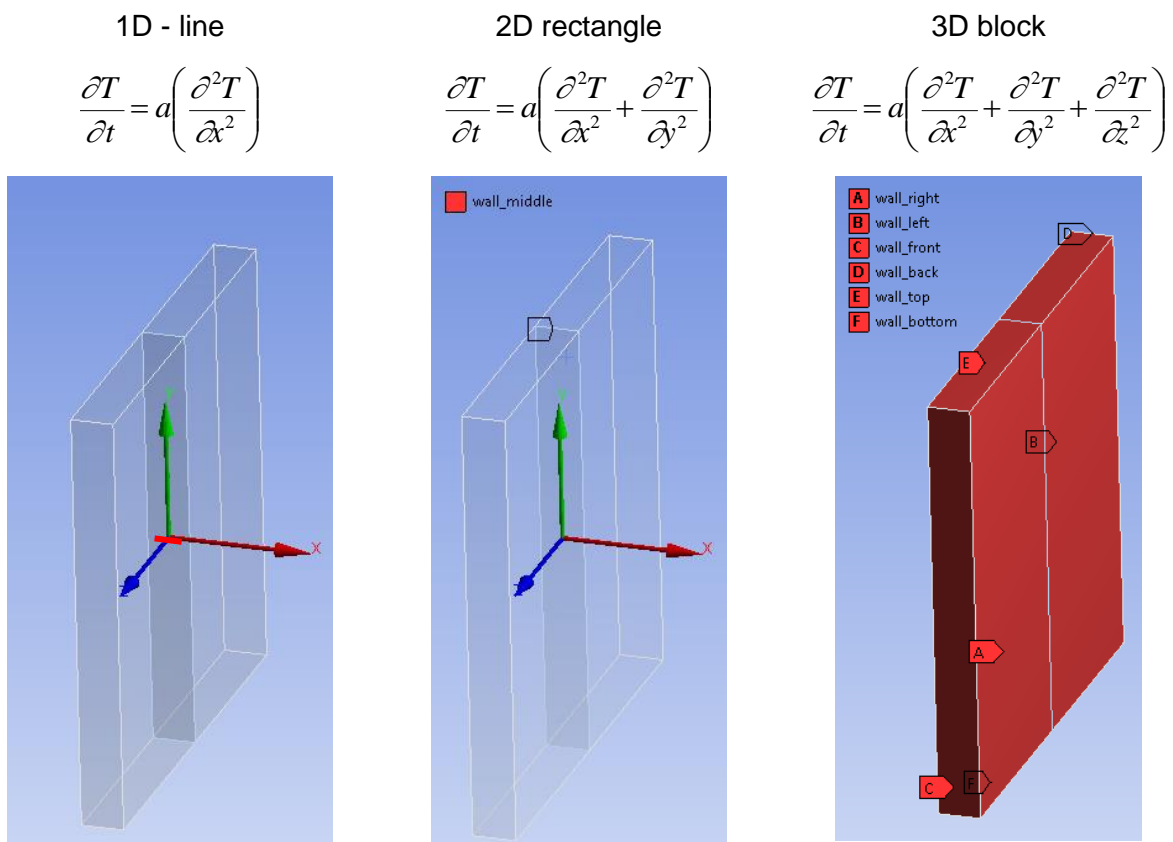 1D - line
2D rectangle
3D block
∂T/∂t = a(∂²T/∂x²)
∂T/∂t = a(∂²T/∂x² + ∂²T/∂y²)
∂T/∂t = a(∂²T/∂x² + ∂²T/∂y² + ∂²T/∂z²)
Y
X
Z
wall_middle
Y
X
Z
A wall_right
B wall_left
C wall_front
D wall_back
E wall_top
F wall_bottom
D
E
B
A
F
C